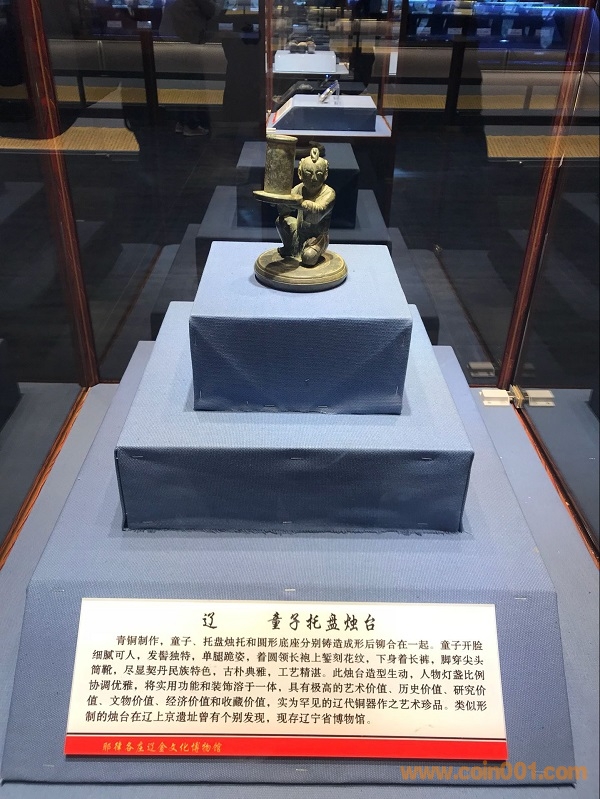 辽 童子托盘烛台
青铜制作，童子、托盘烛托和圆形底座分别铸造成形后铆合在一起。童子开脸
细腻可人，发髻独特，单腿跪姿，着圆领长袍上錾刻花纹，下身着长裤，脚穿尖头
筒靴，尽显契丹民族特色，古朴典雅，工艺精湛。此烛台造型生动，人物灯盏比例
协调优雅，将实用功能和装饰溶于一体，具有极高的艺术价值、历史价值、研究价
值、文物价值、经济价值和收藏价值，实为罕见的辽代铜器作之艺术珍品。类似形
制的烛台在辽上京遗址曾有个别发现，现存辽宁省博物馆。
耶律各庄辽金文化博物馆
www.coin001.com